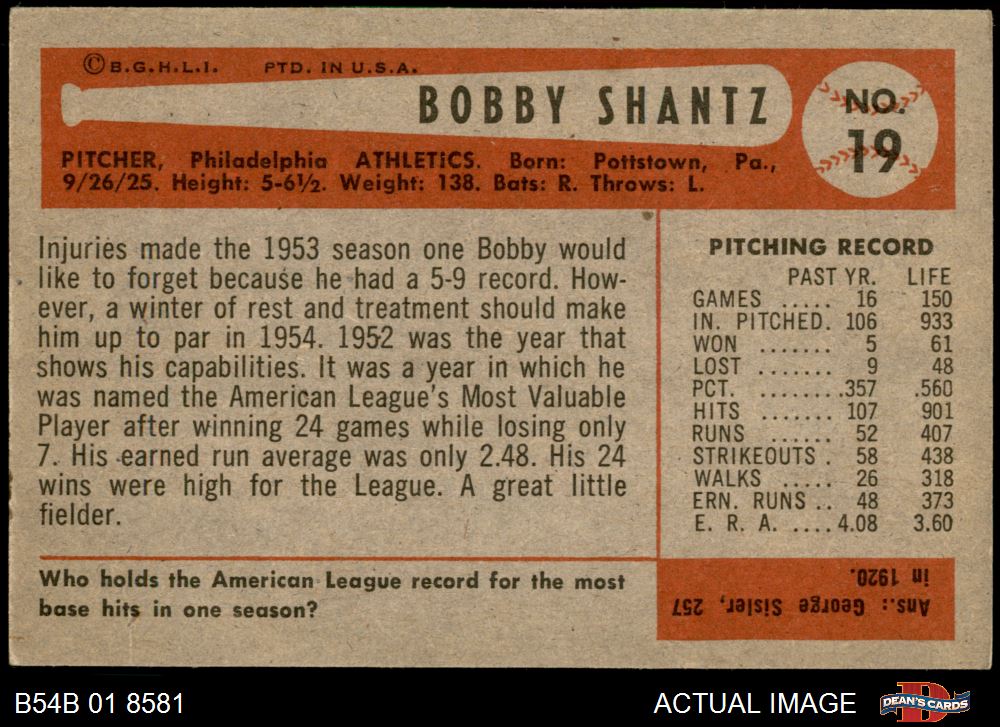 ©B.G.H.L.I. PTD. IN U.S.A.
BOBBY SHANTZ
NO.
19
PITCHER, Philadelphia ATHLETICS. Born: Pottstown, Pa.,
9/26/25. Height: 5-6½. Weight: 138. Bats: R. Throws: L.
Injuries made the 1953 season one Bobby would
like to forget because he had a 5-9 record. How-
ever, a winter of rest and treatment should make
him up to par in 1954. 1952 was the year that
shows his capabilities. It was a year in which he
was named the American League's Most Valuable
Player after winning 24 games while losing only
7. His earned run average was only 2.48. His 24
wins were high for the League. A great little
fielder.
PITCHING RECORD
PAST YR. LIFE
GAMES ..... 16 150
IN. PITCHED. 106 933
WON ....... 5 61
LOST ....... 9 48
PCT. ....... .357 .560
HITS ....... 107 901
RUNS ...... 52 407
STRIKEOUTS . 58 438
WALKS ..... 26 318
ERN. RUNS .. 48 373
E. R. A. .... 4.08 3.60
Who holds the American League record for the most
base hits in one season?
Ans.: George Sisler, 257
in 1920.
B54B 01 8581
ACTUAL IMAGE
DEAN'S CARDS